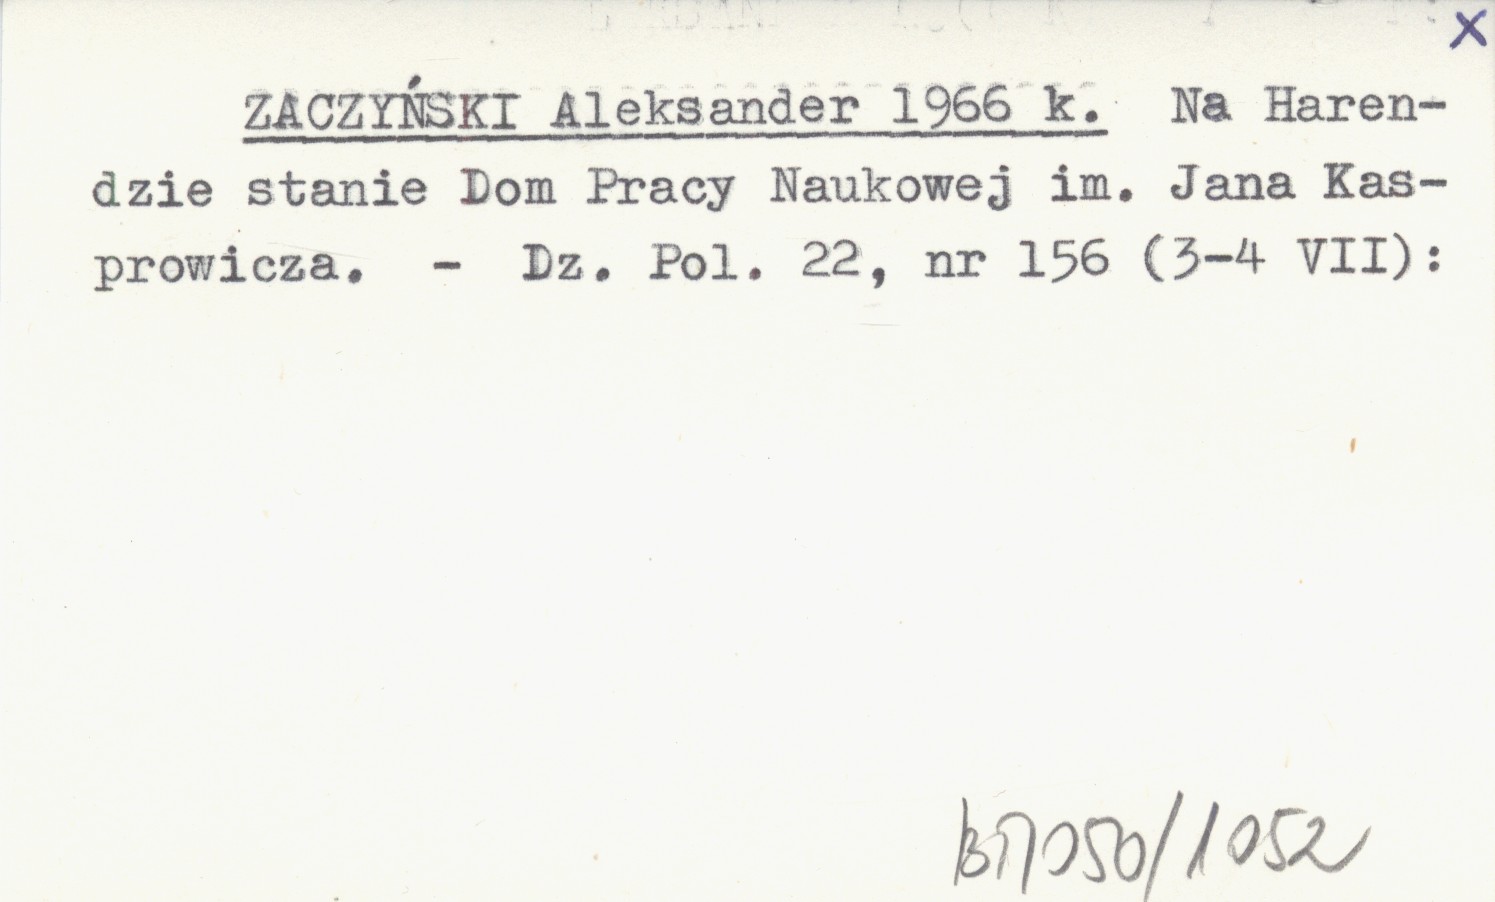 x
ZACZYŃSKI Aleksander 1966 k. Na Haren-
dzie stanie Dom Pracy Naukowej im. Jana Kas-
prowicza. - Dz. Pol. 22, nr 156 (3-4 VII):
/1052